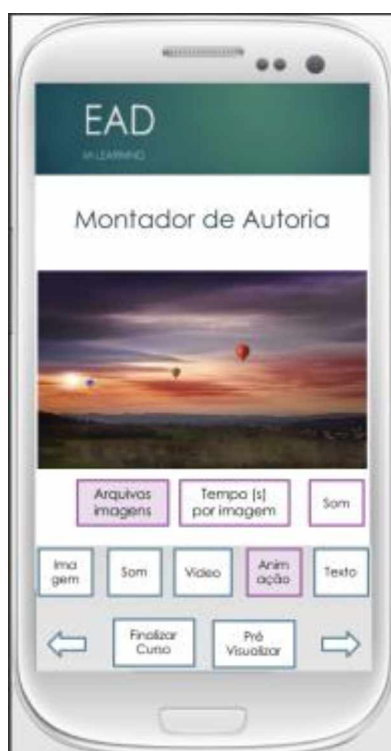 EAD
M-LEARNING
Montador de Autoria
Arquivos
imagens
Tempo (s)
por imagem
Som
Ima
gem
Som
Vídeo
Anim
ação
Texto
Finalizar
Curso
Pré
Visualizar